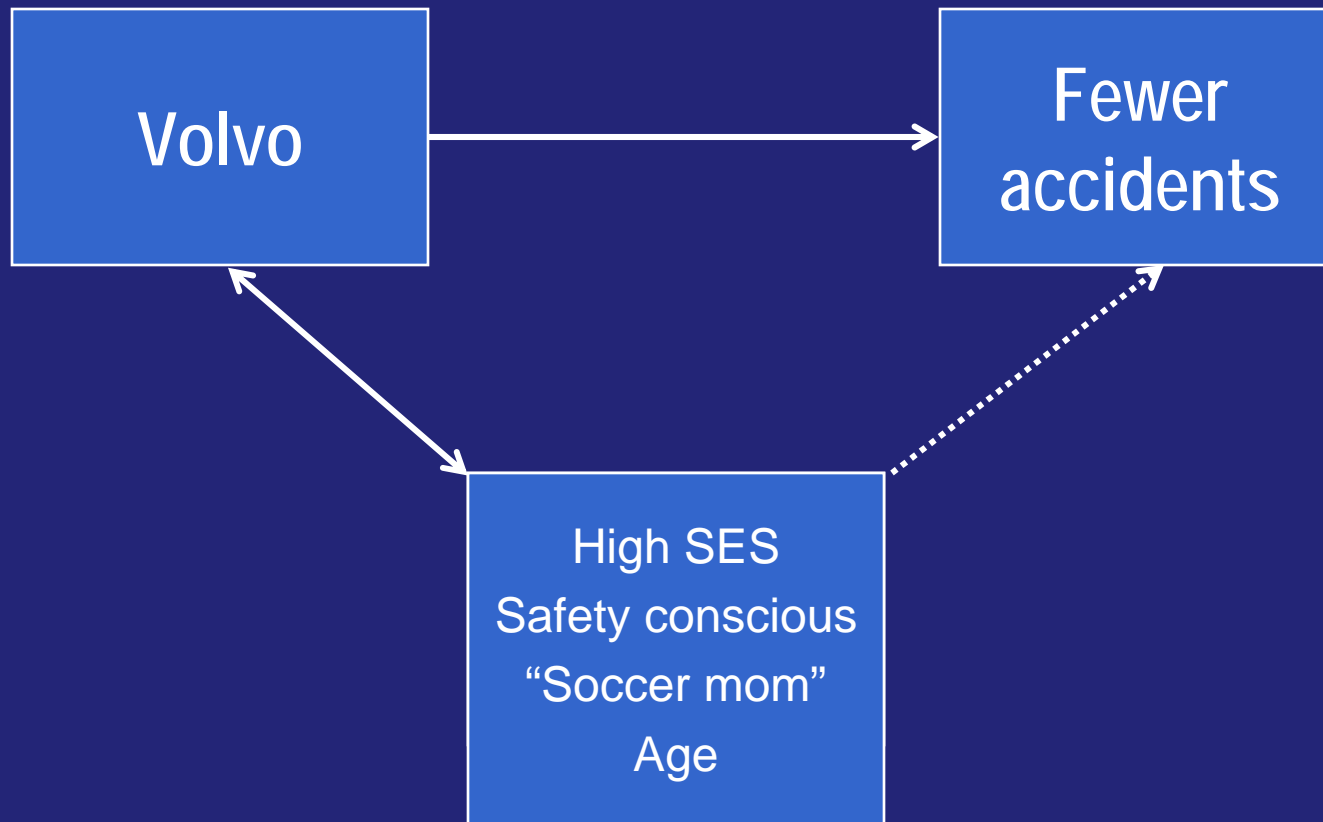 Volvo
Fewer
accidents
High SES
Safety conscious
“Soccer mom”
Age